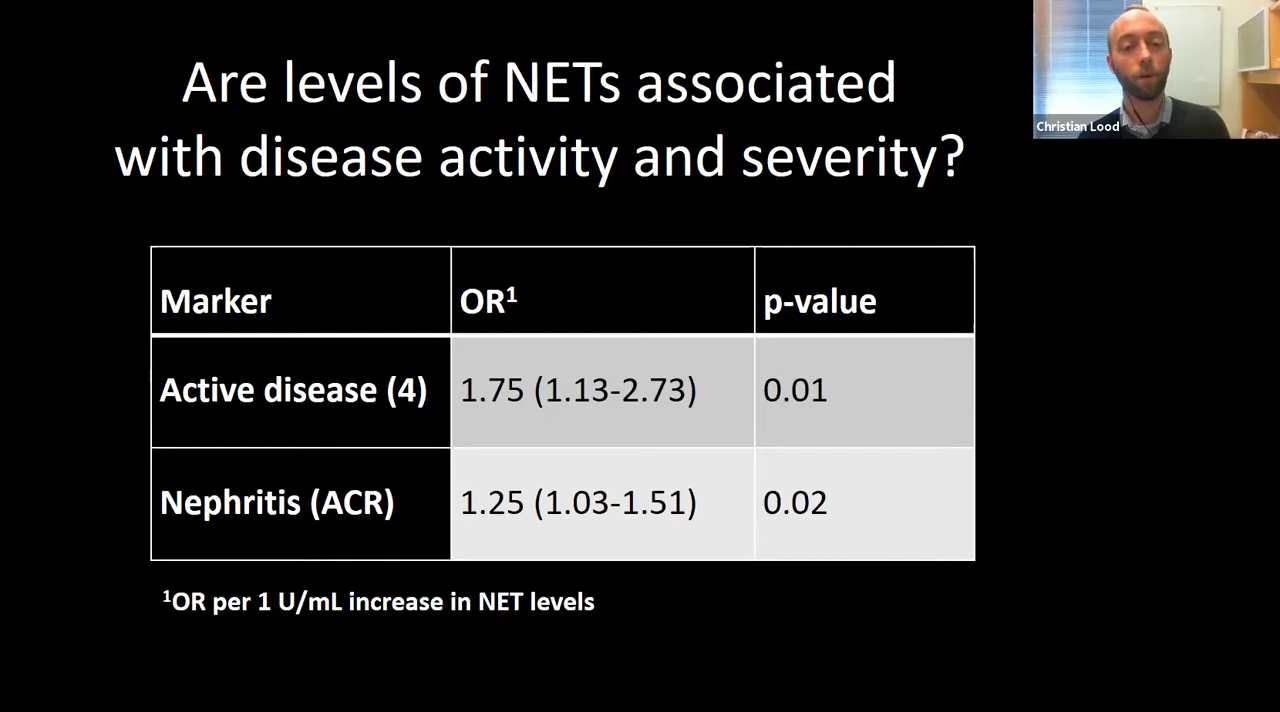 Are levels of NETs associated
with disease activity and severity?
Christian Lood
Marker OR¹ p-value
Active disease (4) 1.75 (1.13-2.73) 0.01
Nephritis (ACR) 1.25 (1.03-1.51) 0.02
¹OR per 1 U/mL increase in NET levels